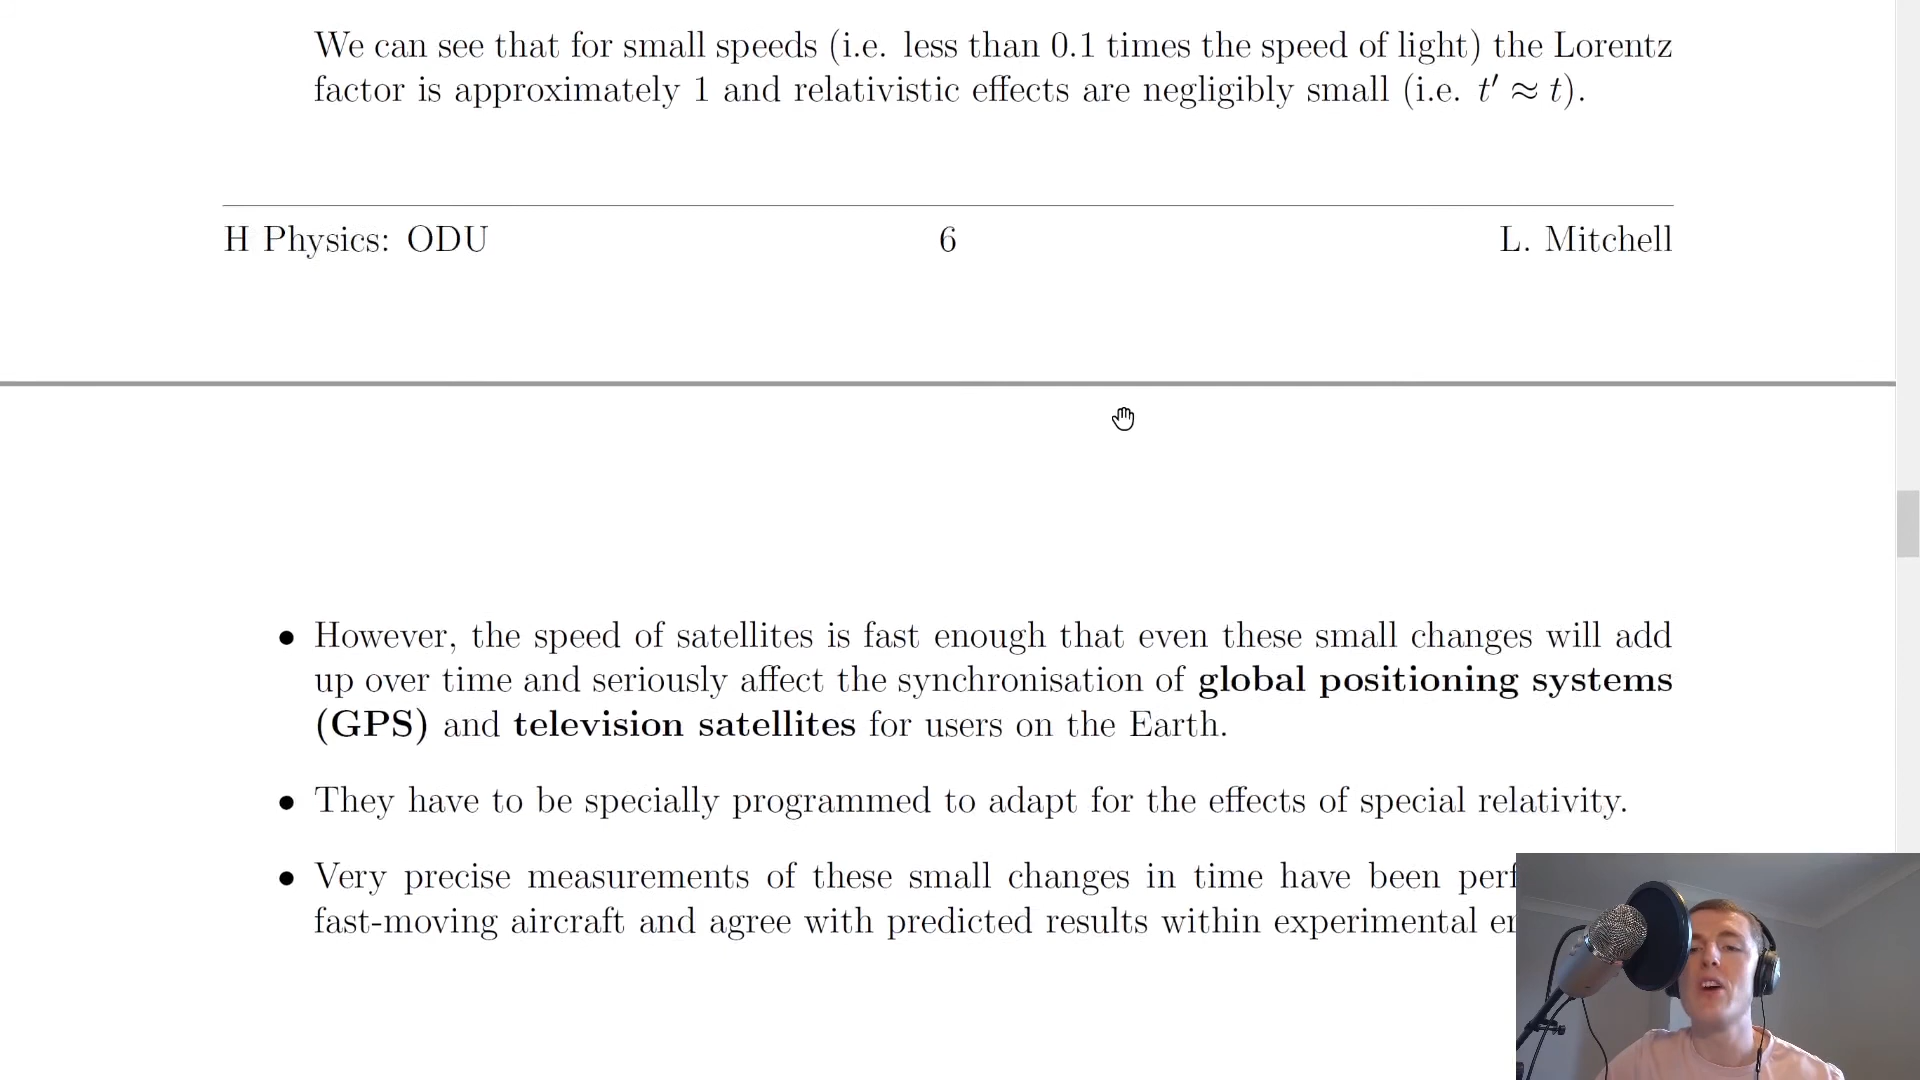 We can see that for small speeds (i.e. less than 0.1 times the speed of light) the Lorentz
factor is approximately 1 and relativistic effects are negligibly small (i.e. t′ ≈ t).
H Physics: ODU 6 L. Mitchell
• However, the speed of satellites is fast enough that even these small changes will add
up over time and seriously affect the synchronisation of global positioning systems
(GPS) and television satellites for users on the Earth.
• They have to be specially programmed to adapt for the effects of special relativity.
• Very precise measurements of these small changes in time have been
fast-moving aircraft and agree with predicted results within experimental